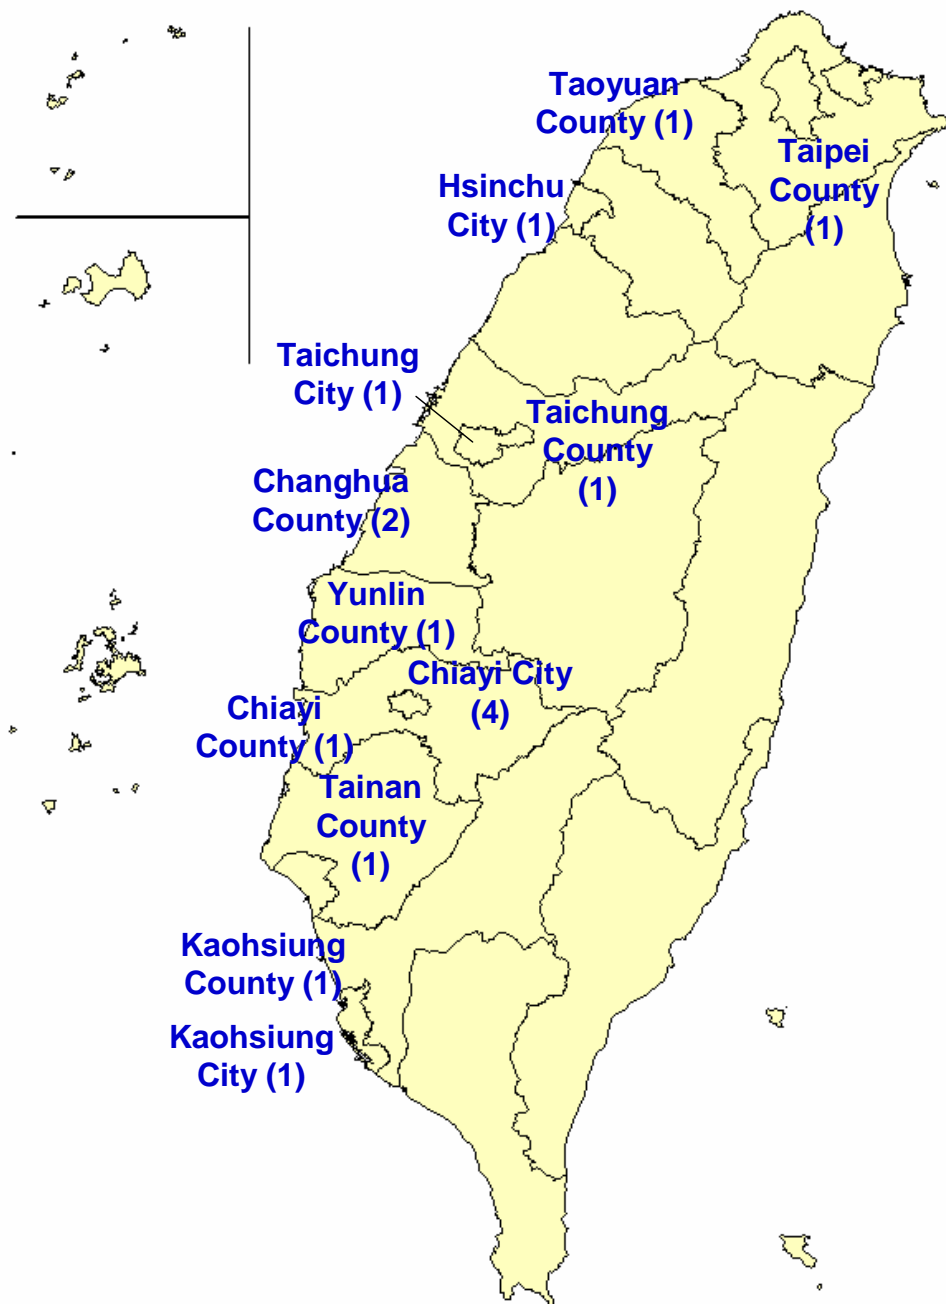 Taoyuan
County (1)
Taipei
County
(1)
Hsinchu
City (1)
Taichung
City (1)
Taichung
County
(1)
Changhua
County (2)
Yunlin
County (1)
Chiayi City
(4)
Chiayi
County (1)
Tainan
County
(1)
Kaohsiung
County (1)
Kaohsiung
City (1)